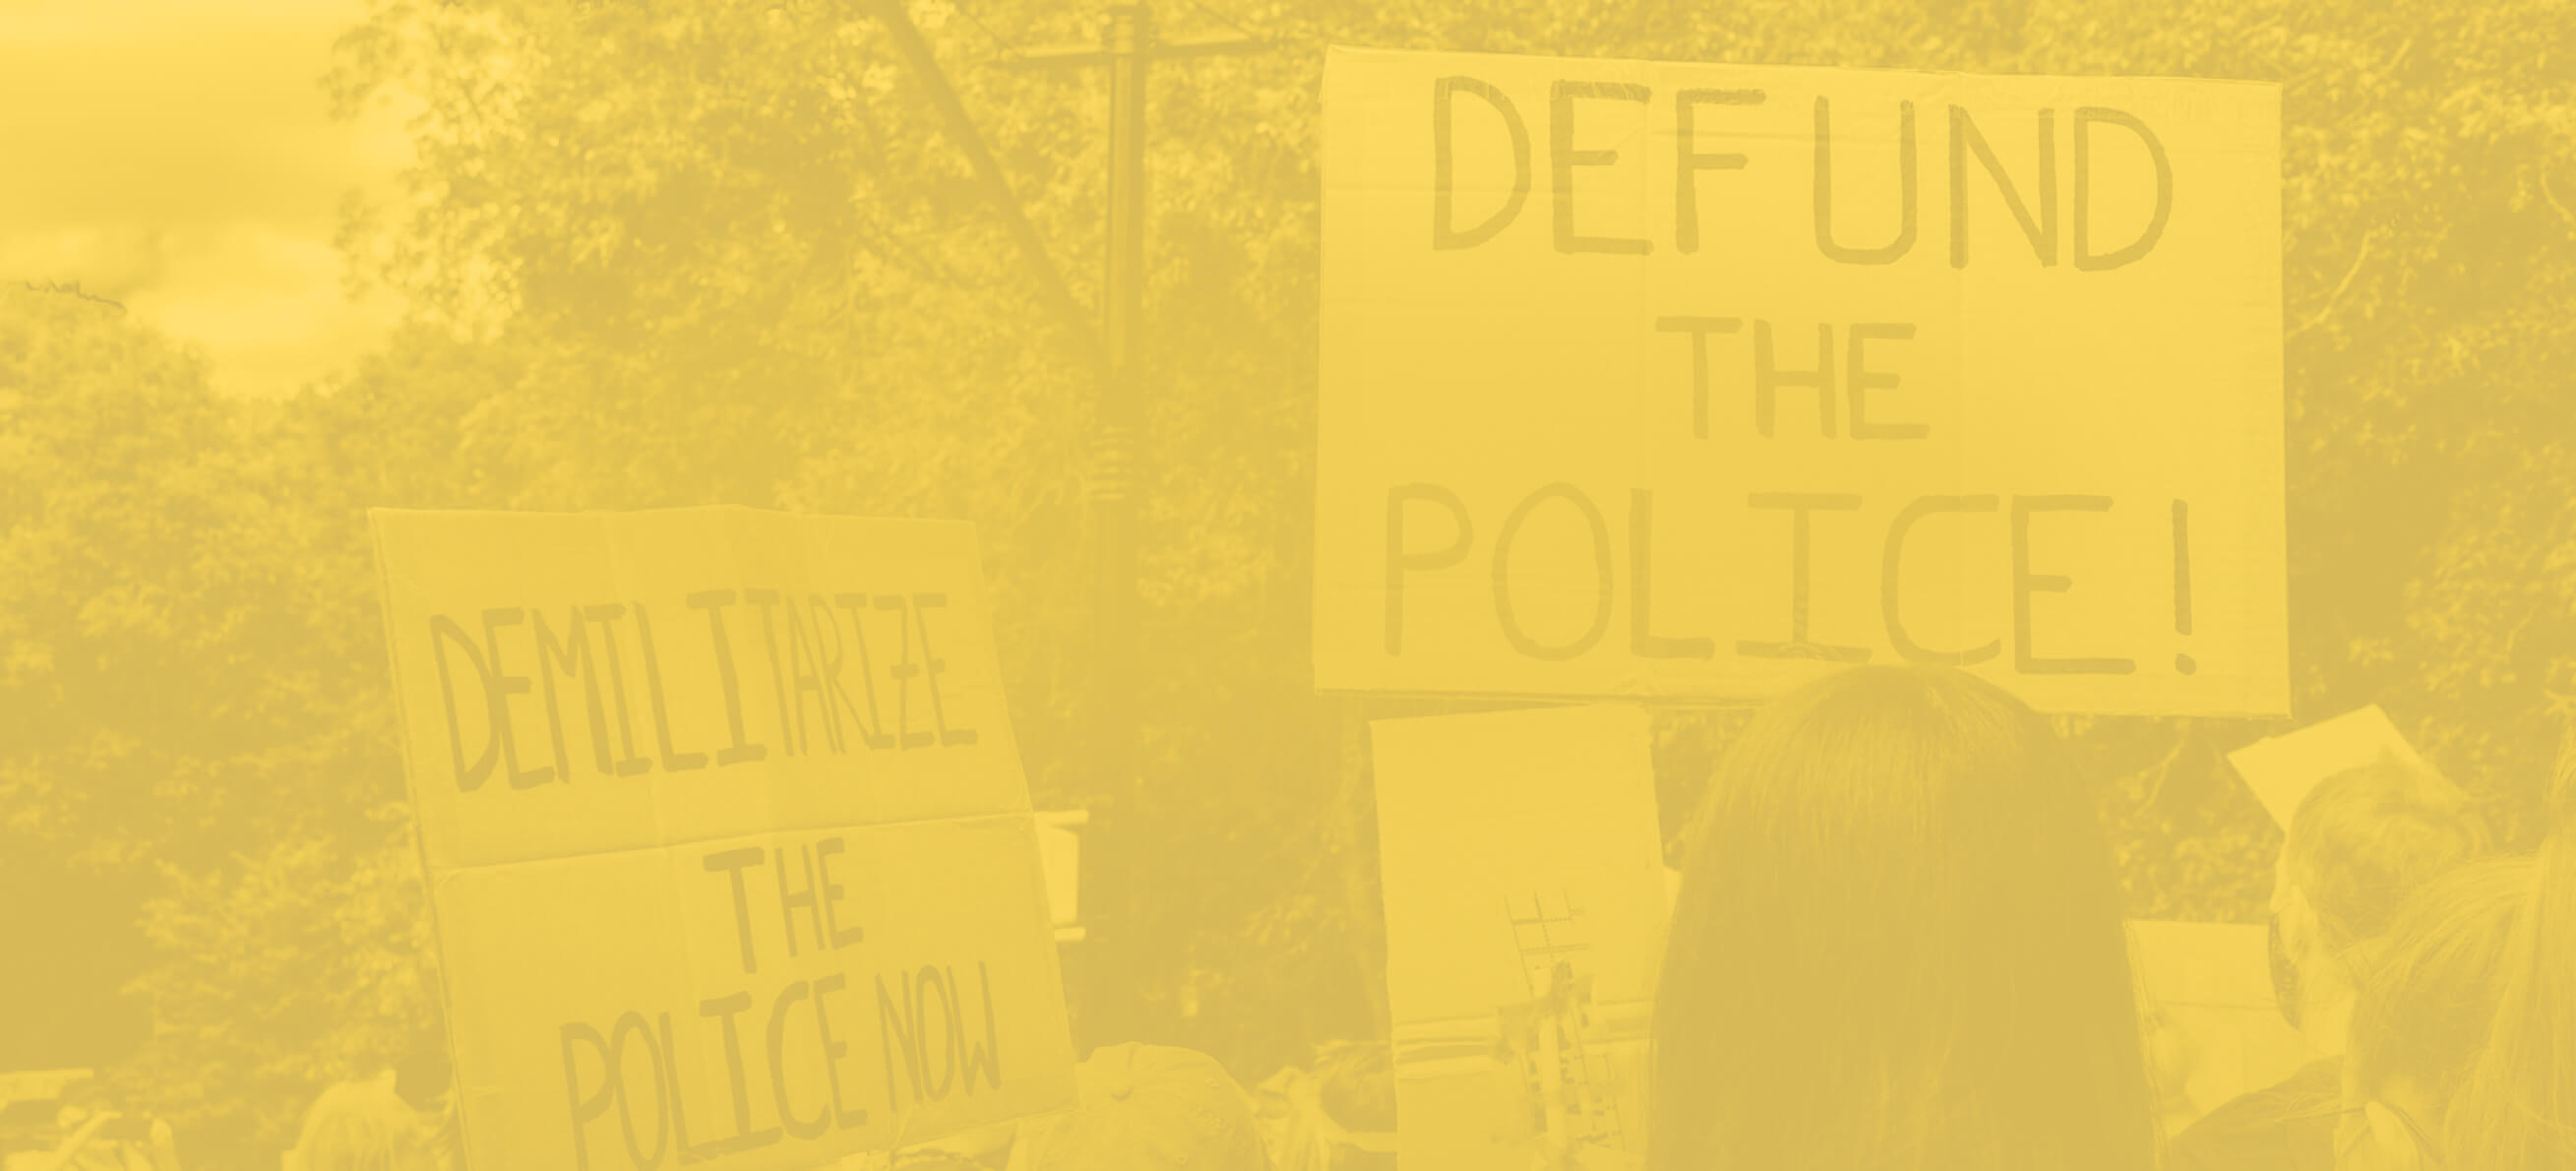 DEFUND
THE
POLICE!
DEMILITARIZE
THE
POLICE NOW